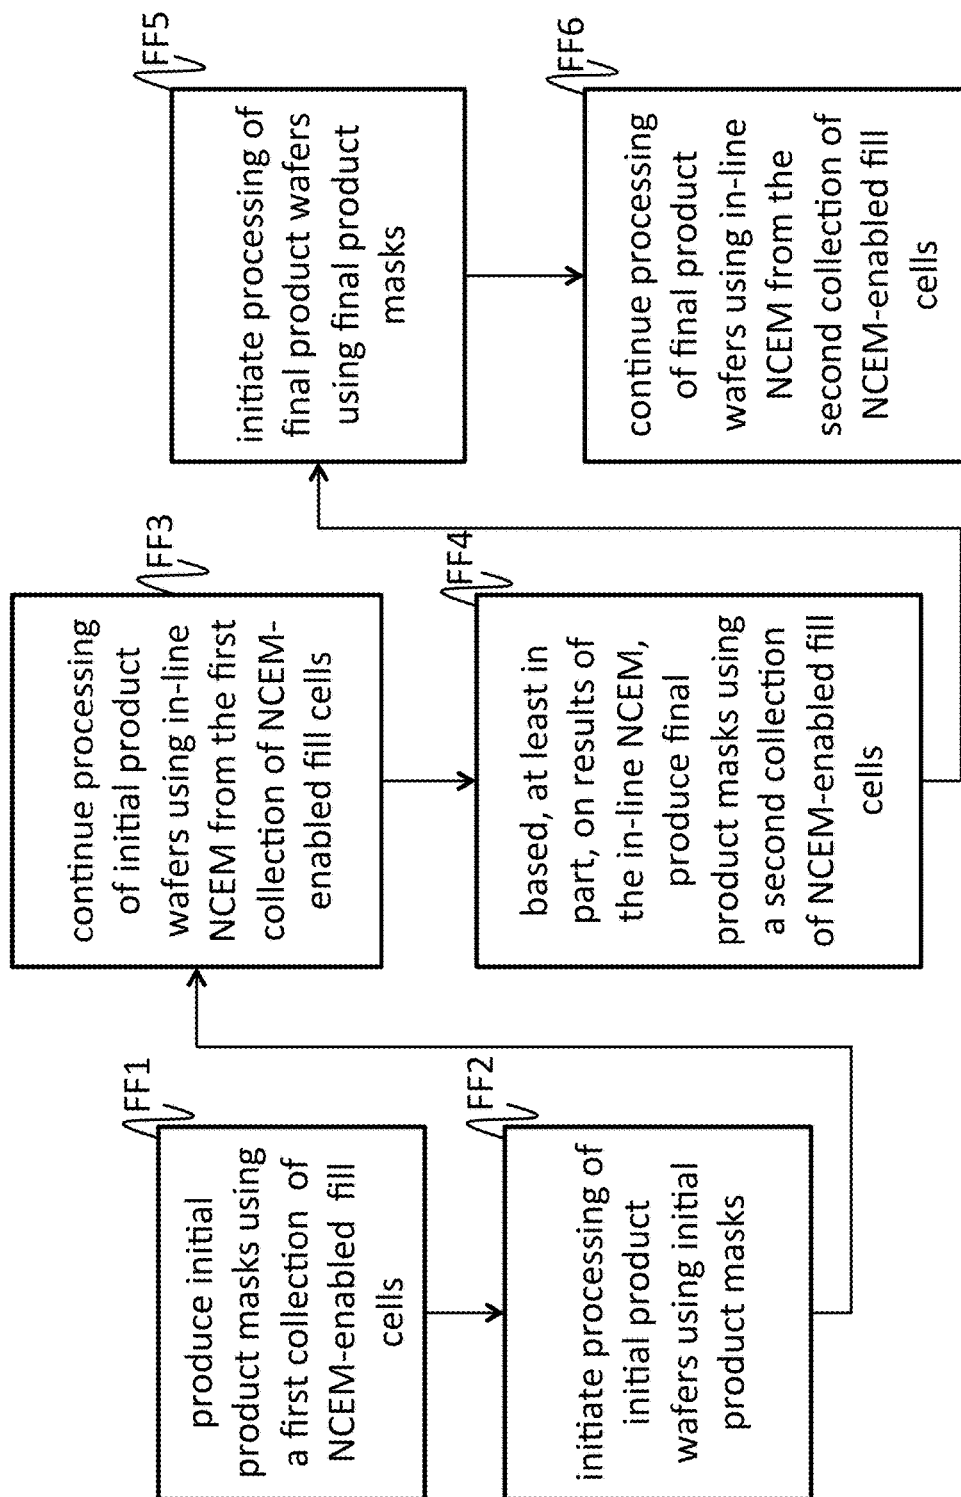 FF1
produce initial
product masks using
a first collection of
NCEM-enabled fill
cells
FF2
initiate processing of
initial product
wafers using initial
product masks
FF3
continue processing
of initial product
wafers using in-line
NCEM from the first
collection of NCEM-
enabled fill cells
FF4
based, at least in
part, on results of
the in-line NCEM,
produce final
product masks using
a second collection
of NCEM-enabled fill
cells
FF5
initiate processing of
final product wafers
using final product
masks
FF6
continue processing
of final product
wafers using in-line
NCEM from the
second collection of
NCEM-enabled fill
cells